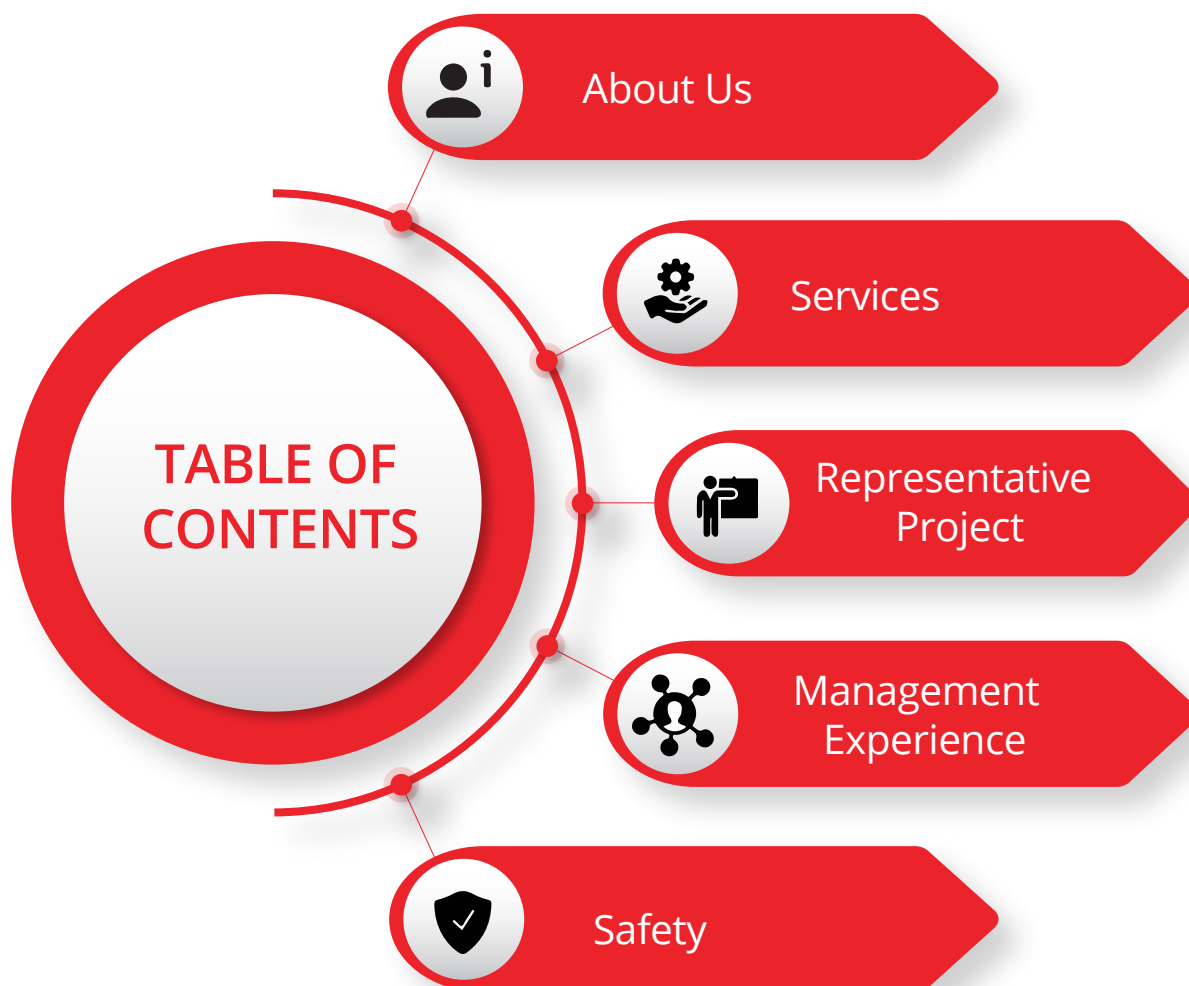 TABLE OF
CONTENTS
About Us
Services
Representative
Project
Management
Experience
Safety